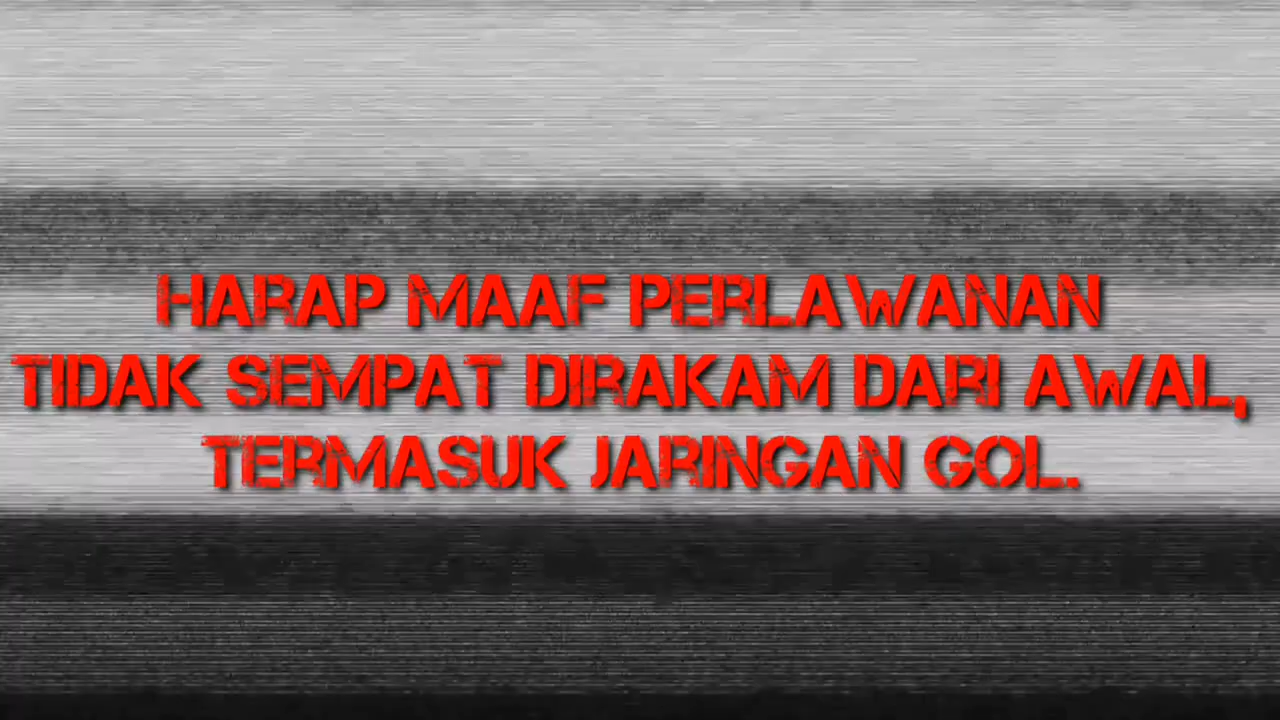 HARAP MAAF PERLAWANAN
TIDAK SEMPAT DIRAKAM DARI AWAL,
TERMASUK JARINGAN GOL.